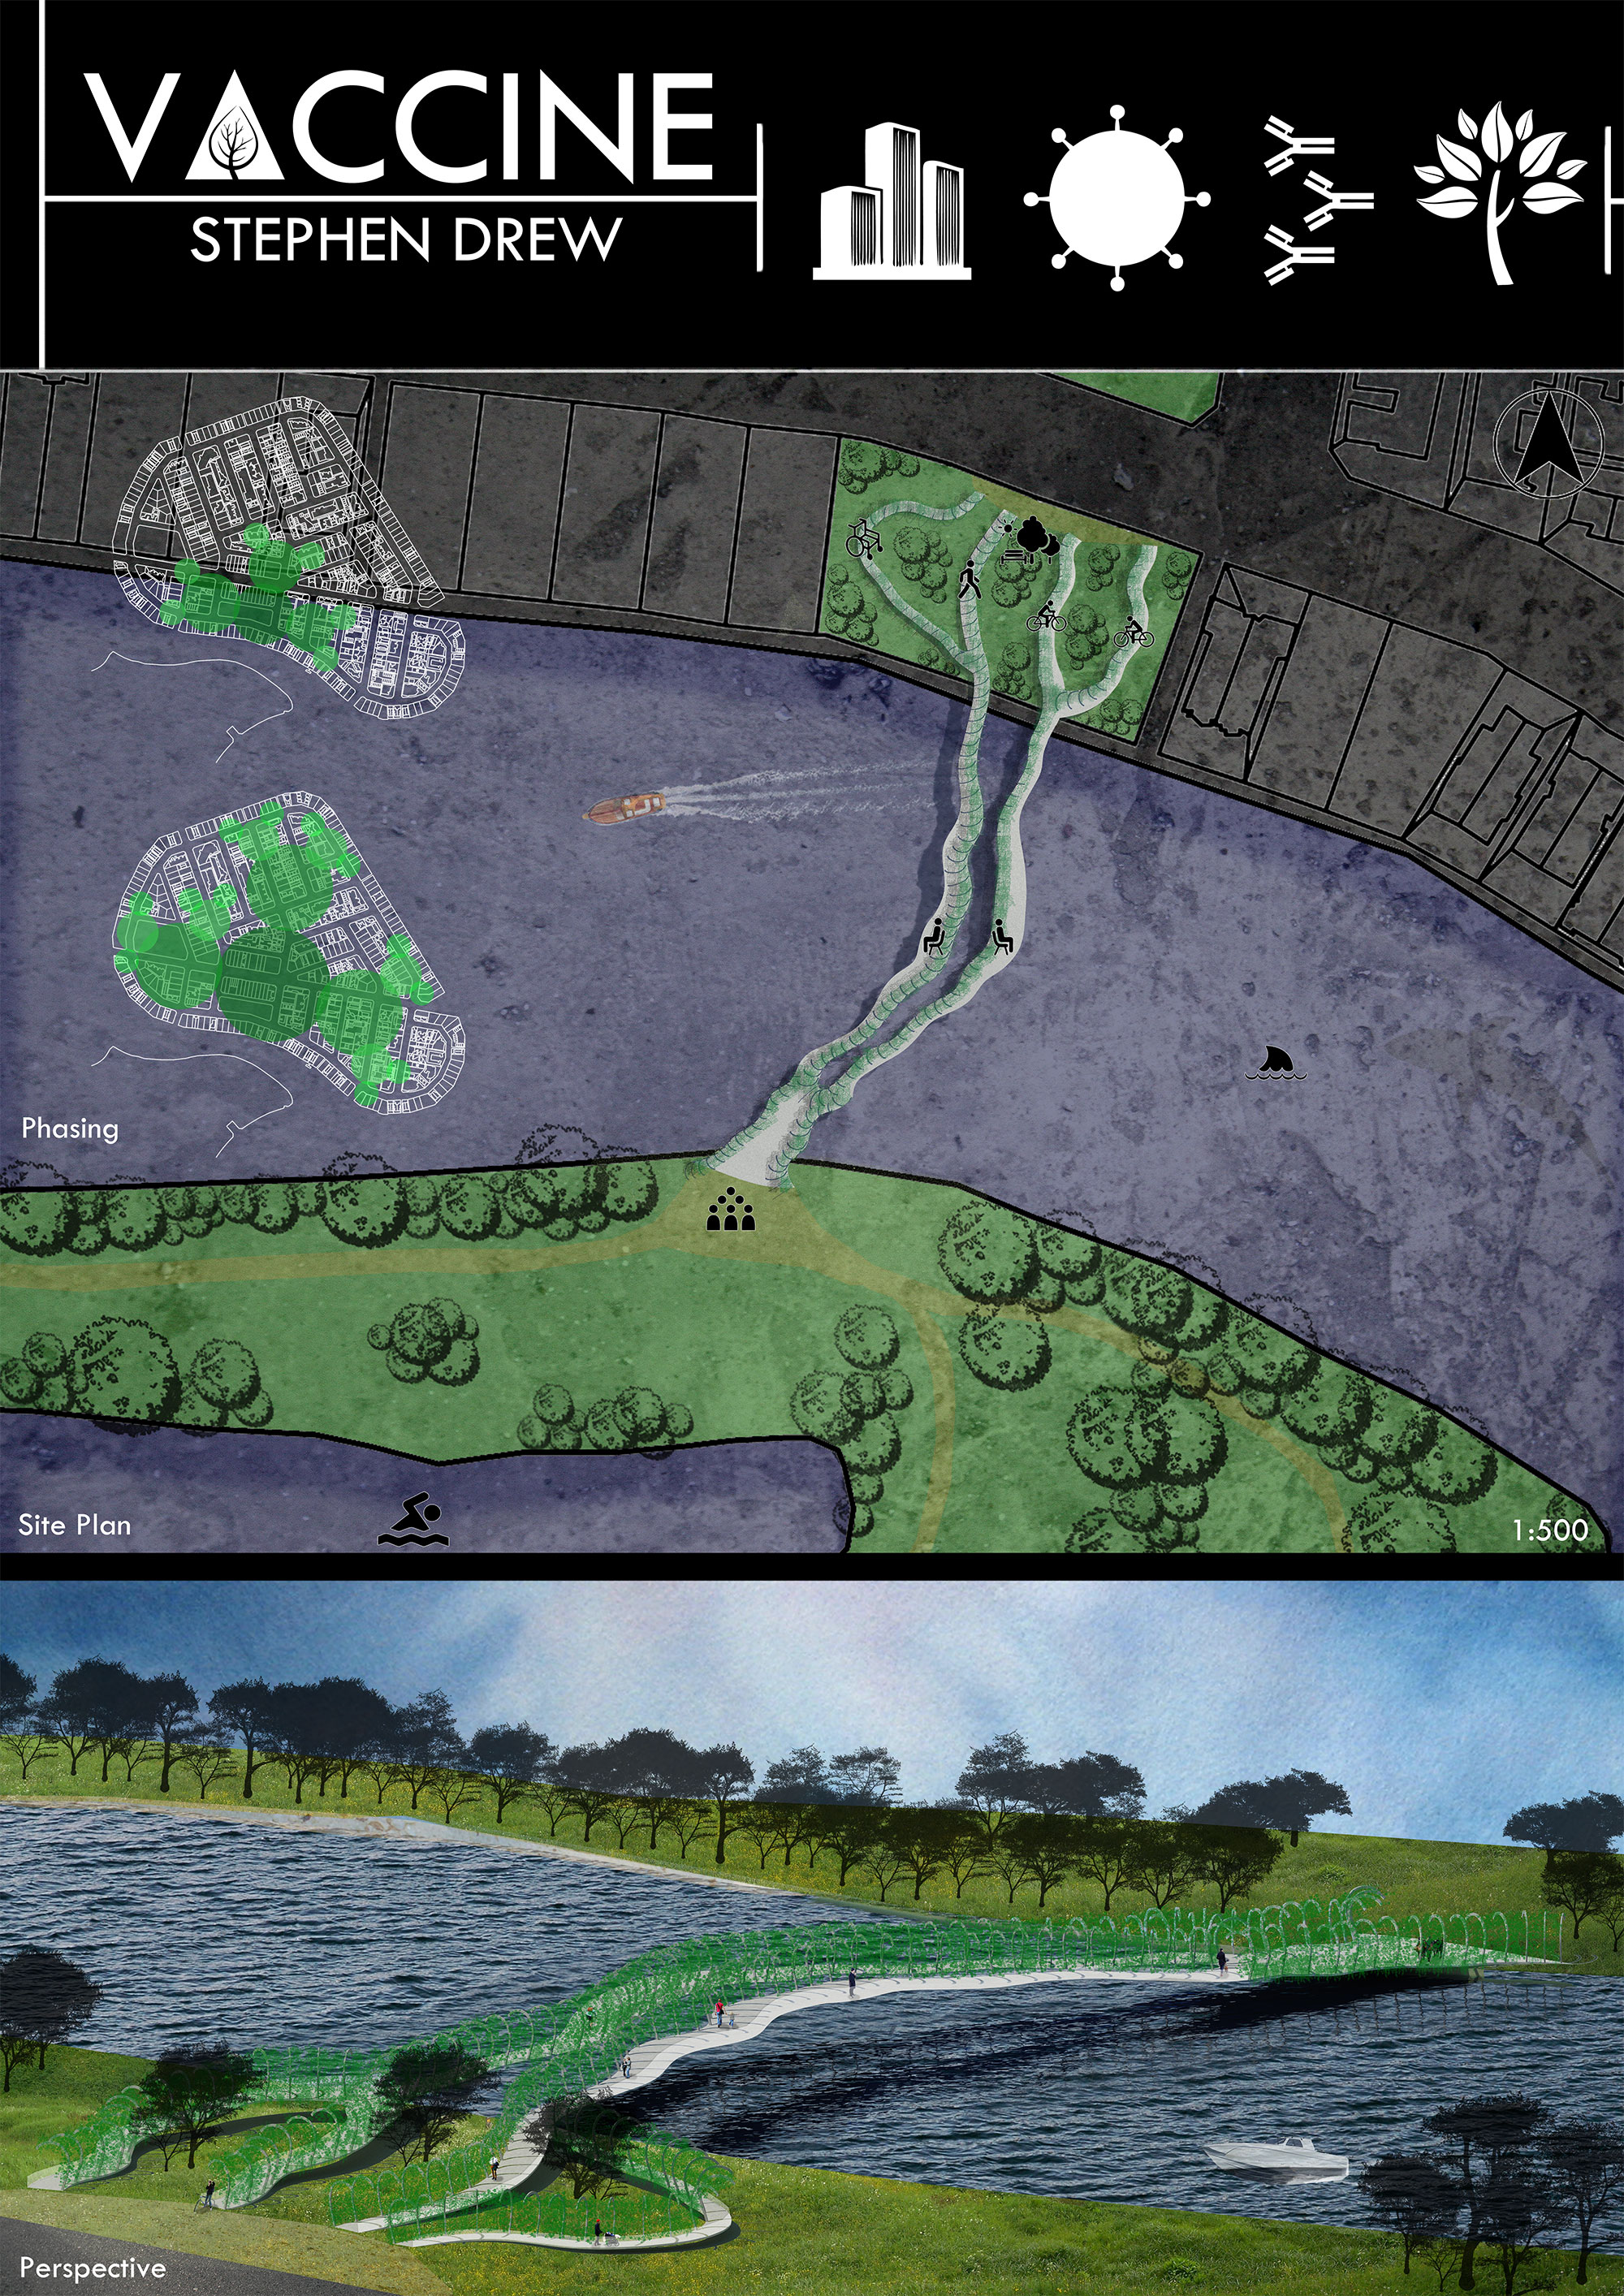 VACCINE
STEPHEN DREW
Phasing
Site Plan
1:500
Perspective